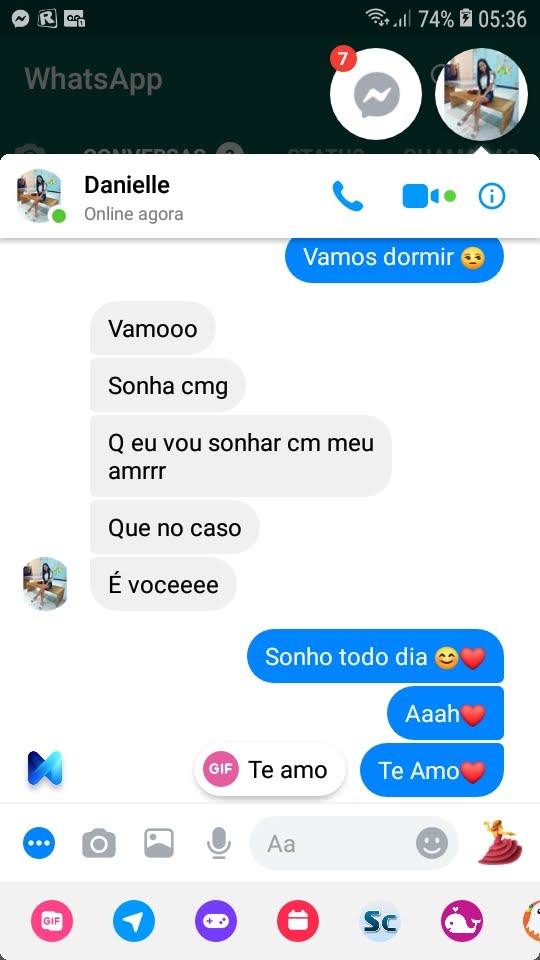 74% 05:36
WhatsApp
7
CONVERSAS
STATUS
CHAMADAS
Danielle
Online agora
Vamos dormir 😒
Vamooo
Sonha cmg
Q eu vou sonhar cm meu
amrrr
Que no caso
É voceeee
Sonho todo dia 😊❤️
Aaah❤️
GIF Te amo
Te Amo❤️
Aa
GIF
Sc